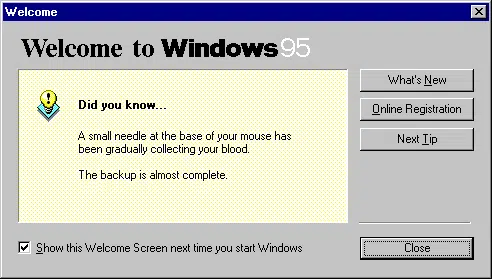 Welcome
Welcome to Windows 95
What's New
Did you know...
Online Registration
A small needle at the base of your mouse has
been gradually collecting your blood.
Next Tip
The backup is almost complete.
Show this Welcome Screen next time you start Windows
Close